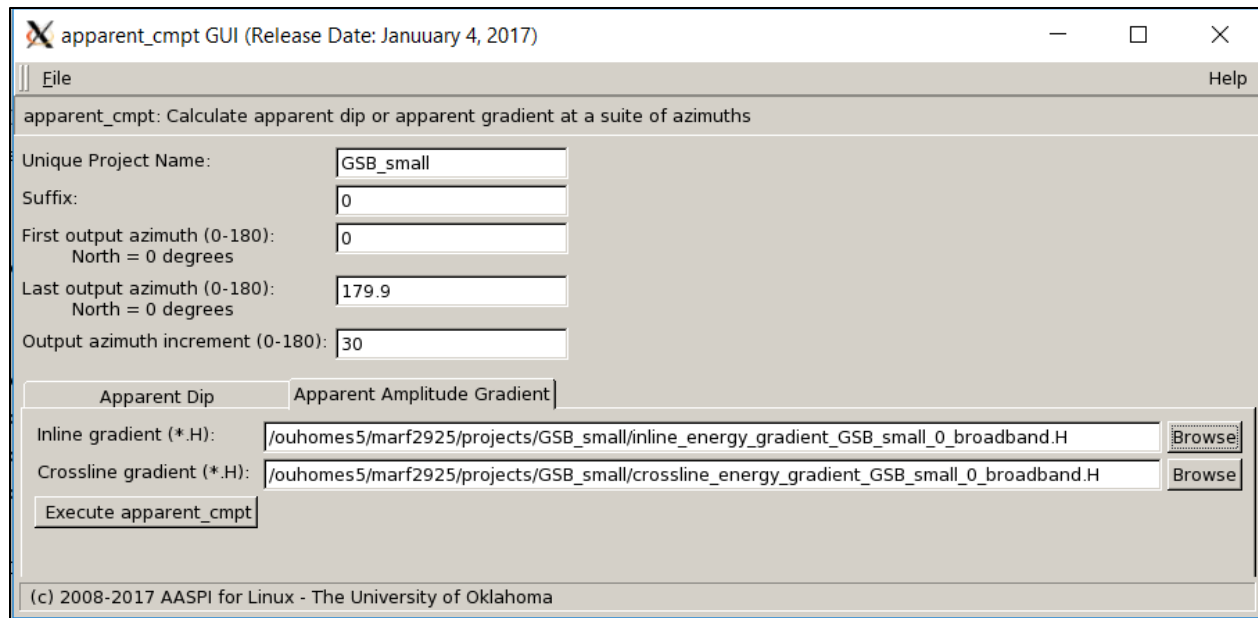 apparent_cmpt GUI (Release Date: Januuary 4, 2017)
File Help
apparent_cmpt: Calculate apparent dip or apparent gradient at a suite of azimuths
Unique Project Name: GSB_small
Suffix: 0
First output azimuth (0-180): 0
North = 0 degrees
Last output azimuth (0-180): 179.9
North = 0 degrees
Output azimuth increment (0-180): 30
Apparent Dip Apparent Amplitude Gradient
Inline gradient (*.H): /ouhomes5/marf2925/projects/GSB_small/inline_energy_gradient_GSB_small_0_broadband.H Browse
Crossline gradient (*.H): /ouhomes5/marf2925/projects/GSB_small/crossline_energy_gradient_GSB_small_0_broadband.H Browse
Execute apparent_cmpt
(c) 2008-2017 AASPI for Linux - The University of Oklahoma